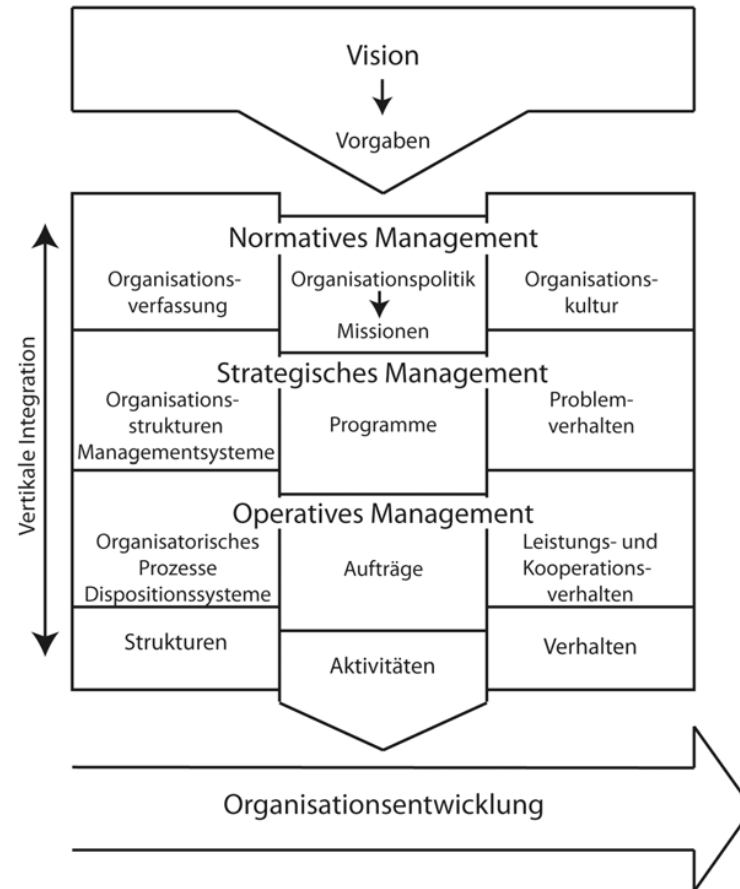 Vision
Vorgaben
Normatives Management
Organisations-
verfassung
Organisationspolitik
Missionen
Organisations-
kultur
Strategisches Management
Organisations-
strukturen
Managementsysteme
Programme
Problem-
verhalten
Operatives Management
Organisatorisches
Prozesse
Dispositionssysteme
Aufträge
Leistungs- und
Kooperations-
verhalten
Strukturen
Aktivitäten
Verhalten
Vertikale Integration
Organisationsentwicklung